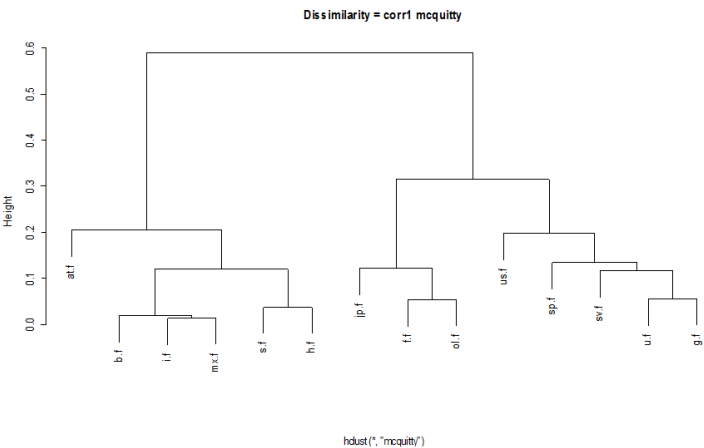 Dissimilarity = corr1 mcquitty
Height
0.6
0.5
0.4
0.3
0.2
0.1
0.0
at.f
b.f
i.f
mx.f
s.f
h.f
jp.f
f.f
ol.f
us.f
sp.f
sv.f
u.f
g.f
hclust (*, "mcquitty")